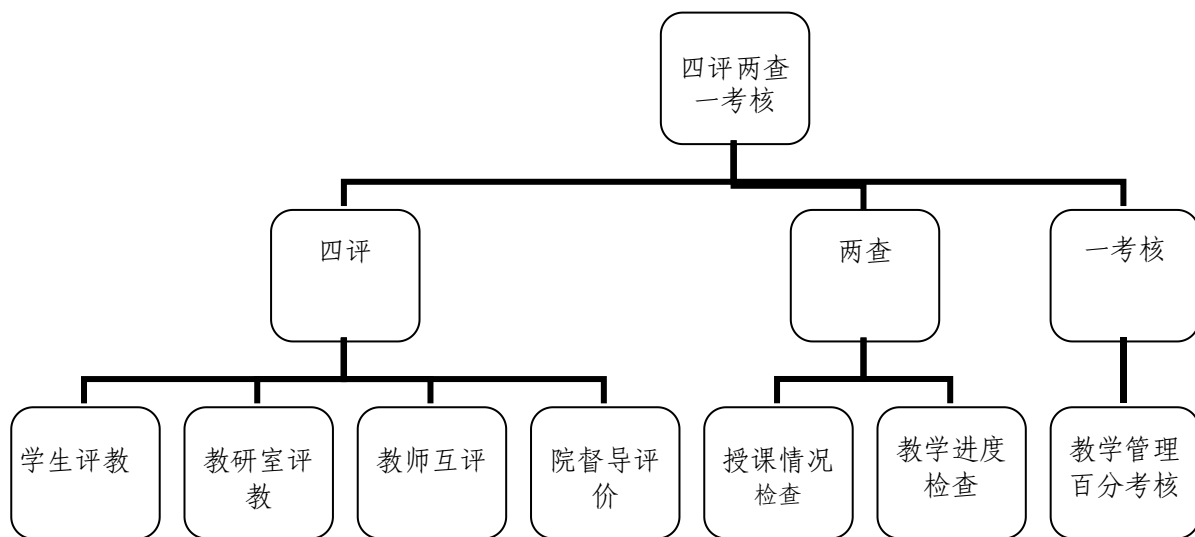 四评两查
一考核
四评
两查
一考核
学生评教
教研室评
教
教师互评
院督导评
价
授课情况
检查
教学进度
检查
教学管理
百分考核